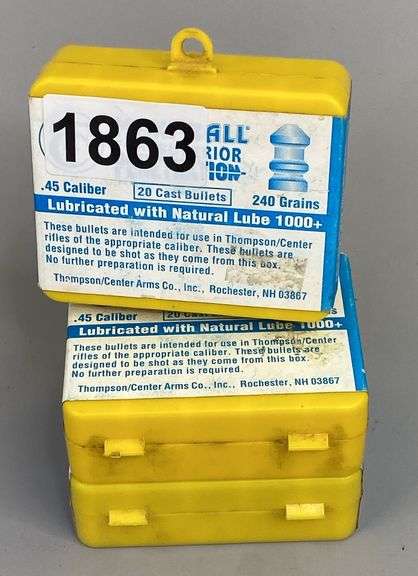 1863
ALL®
RIOR
TION
.45 Caliber
20 Cast Bullets
240 Grains
Lubricated with Natural Lube 1000+
These bullets are intended for use in Thompson/Center
rifles of the appropriate caliber. These bullets are
designed to be shot as they come from this box.
No further preparation is required.
Thompson/Center Arms Co., Inc., Rochester, NH 03867
.45 Caliber
Lubricated with Natural Lube 1000+
These bullets are intended for use in Thompson/Center
rifles of the appropriate caliber. These bullets are
designed to be shot as they come from this box.
No further preparation is required.
Thompson/Center Arms Co., Inc., Rochester, NH 03867